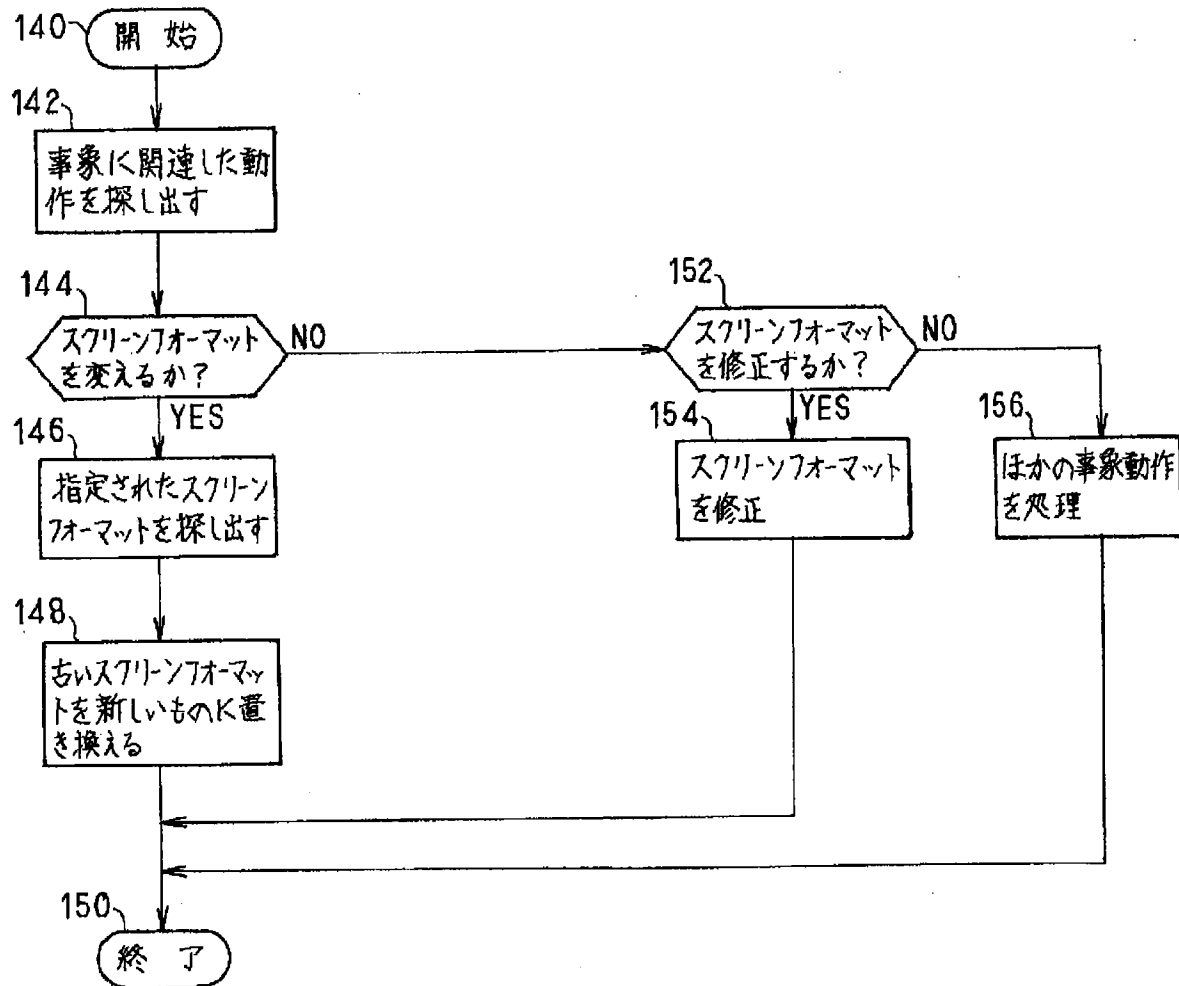 140
開始
142
事象に関連した動
作を探し出す
144
スクリーンフォーマット
を変えるか?
NO
YES
152
スクリーンフォーマット
を修正するか?
NO
YES
146
指定されたスクリーン
フォーマットを探し出す
154
スクリーンフォーマット
を修正
156
ほかの事象動作
を処理
148
古いスクリーンフォーマッ
トを新しいものに置
き換える
150
終了